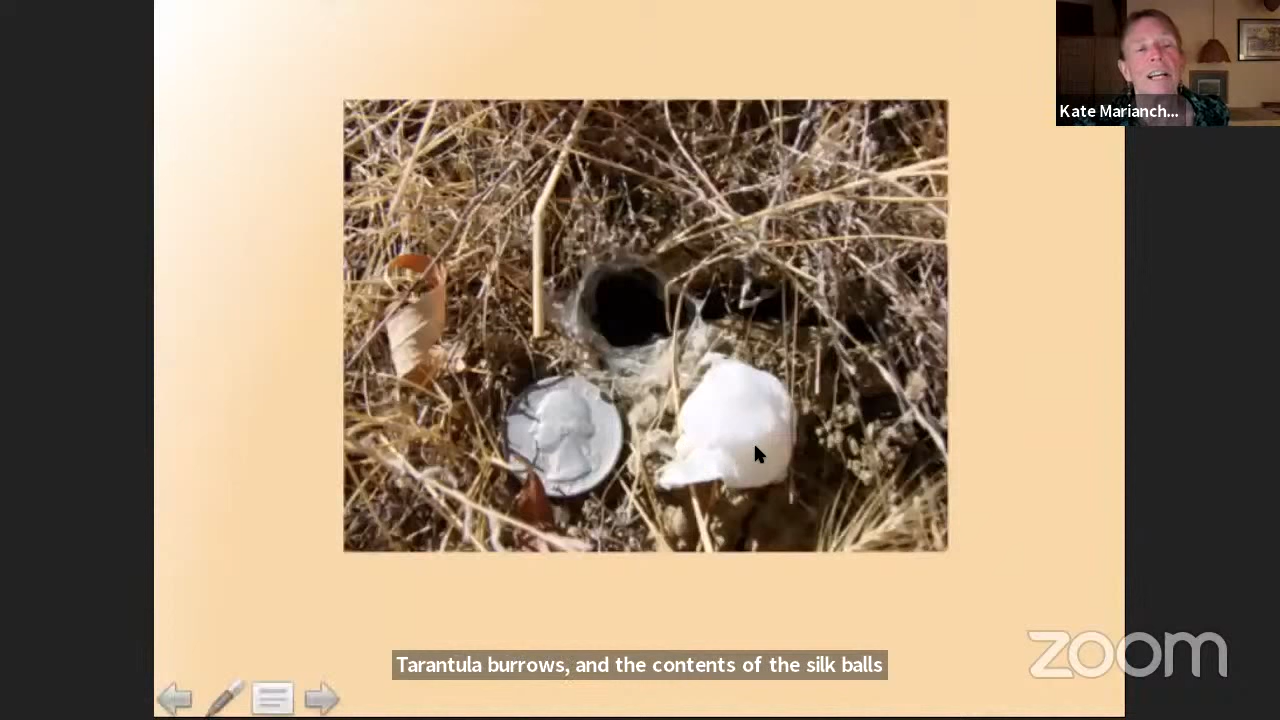 Kate Marianch...
Tarantula burrows, and the contents of the silk balls
zoom